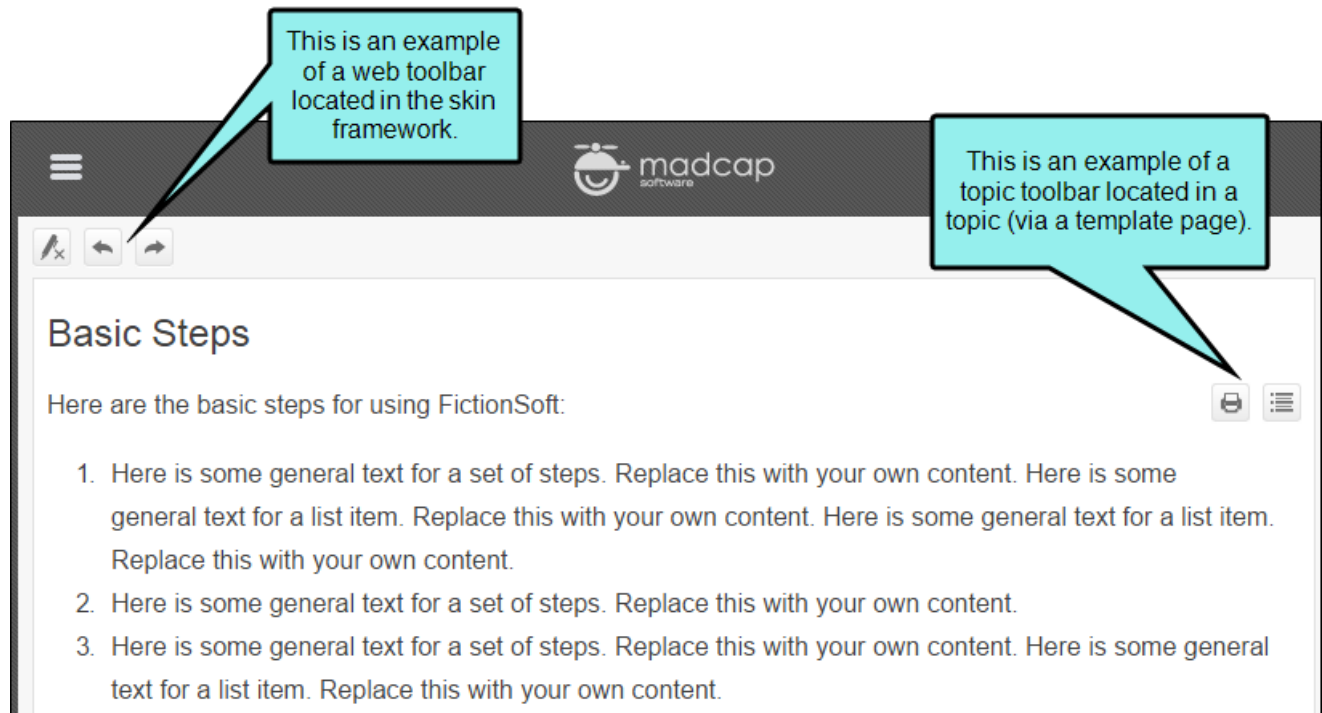 This is an example
of a web toolbar
located in the skin
framework.
madcap
software
This is an example of a
topic toolbar located in a
topic (via a template page).
Basic Steps
Here are the basic steps for using FictionSoft:
1. Here is some general text for a set of steps. Replace this with your own content. Here is some
general text for a list item. Replace this with your own content. Here is some general text for a list item.
Replace this with your own content.
2. Here is some general text for a set of steps. Replace this with your own content.
3. Here is some general text for a set of steps. Replace this with your own content. Here is some general
text for a list item. Replace this with your own content.